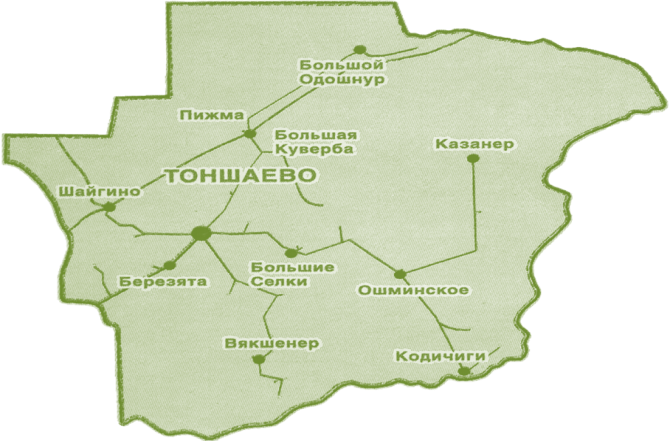 Большой
Одошнур
Пижма
Большая
Куверба
Казанер
ТОНШАЕВО
Шайгино
Березята
Большие
Селки
Ошминское
Вякшенер
Кодичиги